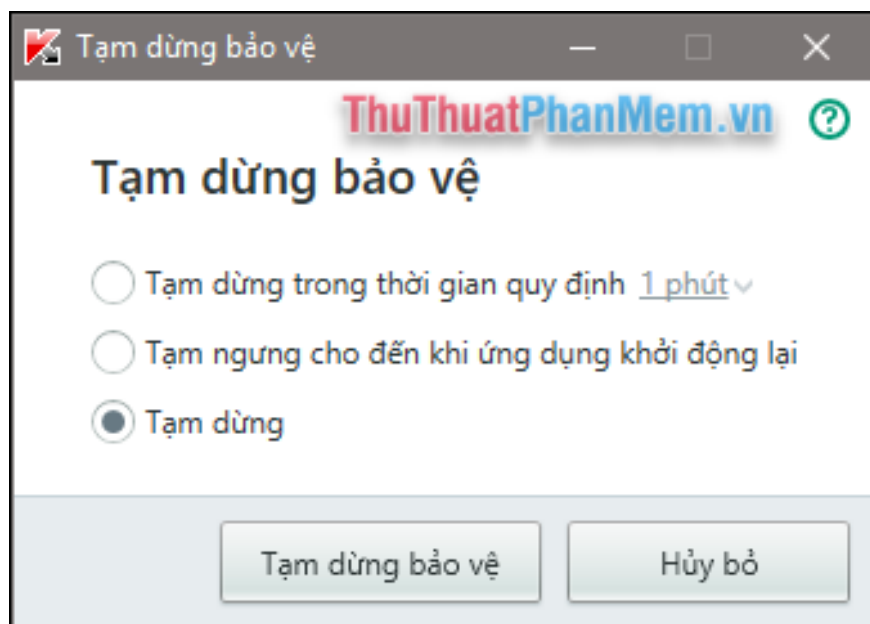 Tạm dừng bảo vệ
ThuThuatPhanMem.vn
Tạm dừng bảo vệ
Tạm dừng trong thời gian quy định 1 phút
Tạm ngưng cho đến khi ứng dụng khởi động lại
Tạm dừng
Tạm dừng bảo vệ Hủy bỏ